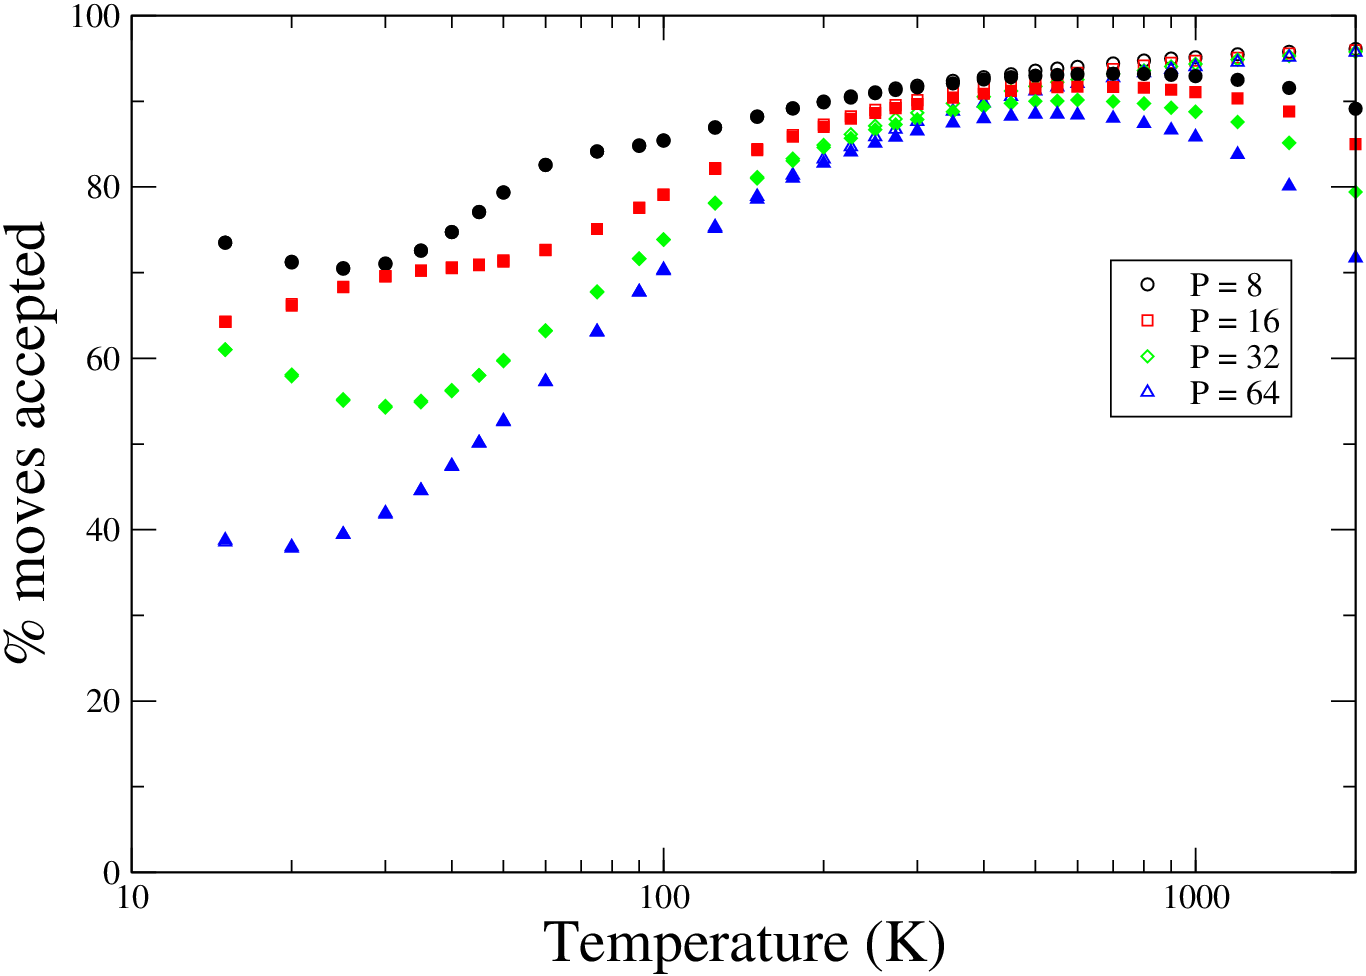 100
80
60
40
20
0
% moves accepted
P = 8
P = 16
P = 32
P = 64
10
100
1000
Temperature (K)